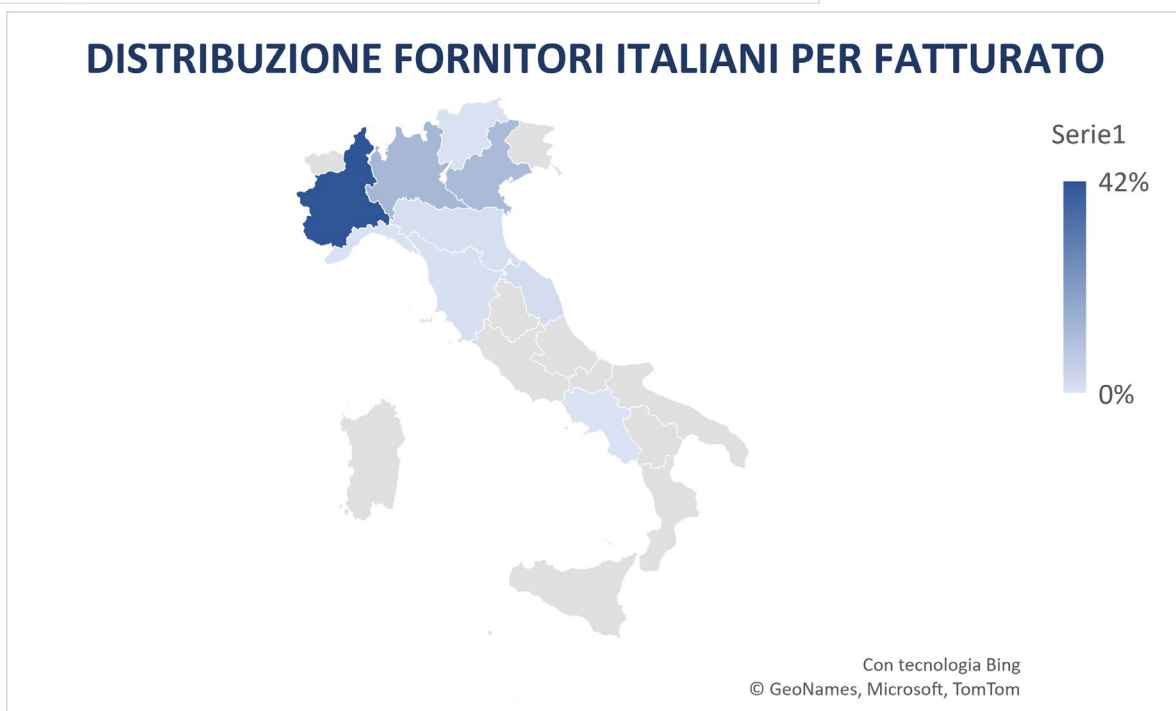 DISTRIBUZIONE FORNITORI ITALIANI PER FATTURATO
Serie1
42%
0%
Con tecnologia Bing
© GeoNames, Microsoft, TomTom